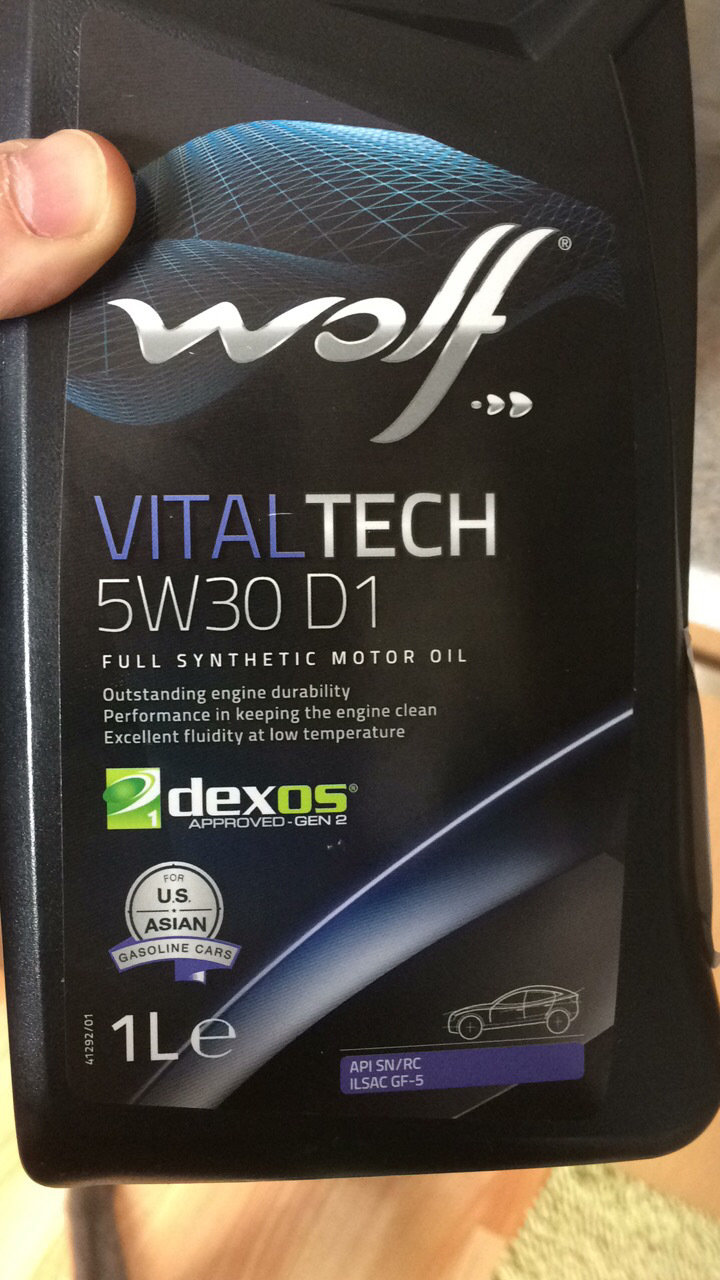 wolf®
VITALTECH
5W30 D1
FULL SYNTHETIC MOTOR OIL
Outstanding engine durability
Performance in keeping the engine clean
Excellent fluidity at low temperature
1 dexos®
APPROVED-GEN 2
FOR
U.S.
ASIAN
GASOLINE CARS
41292/01
1L e
API SN/RC
ILSAC GF-5